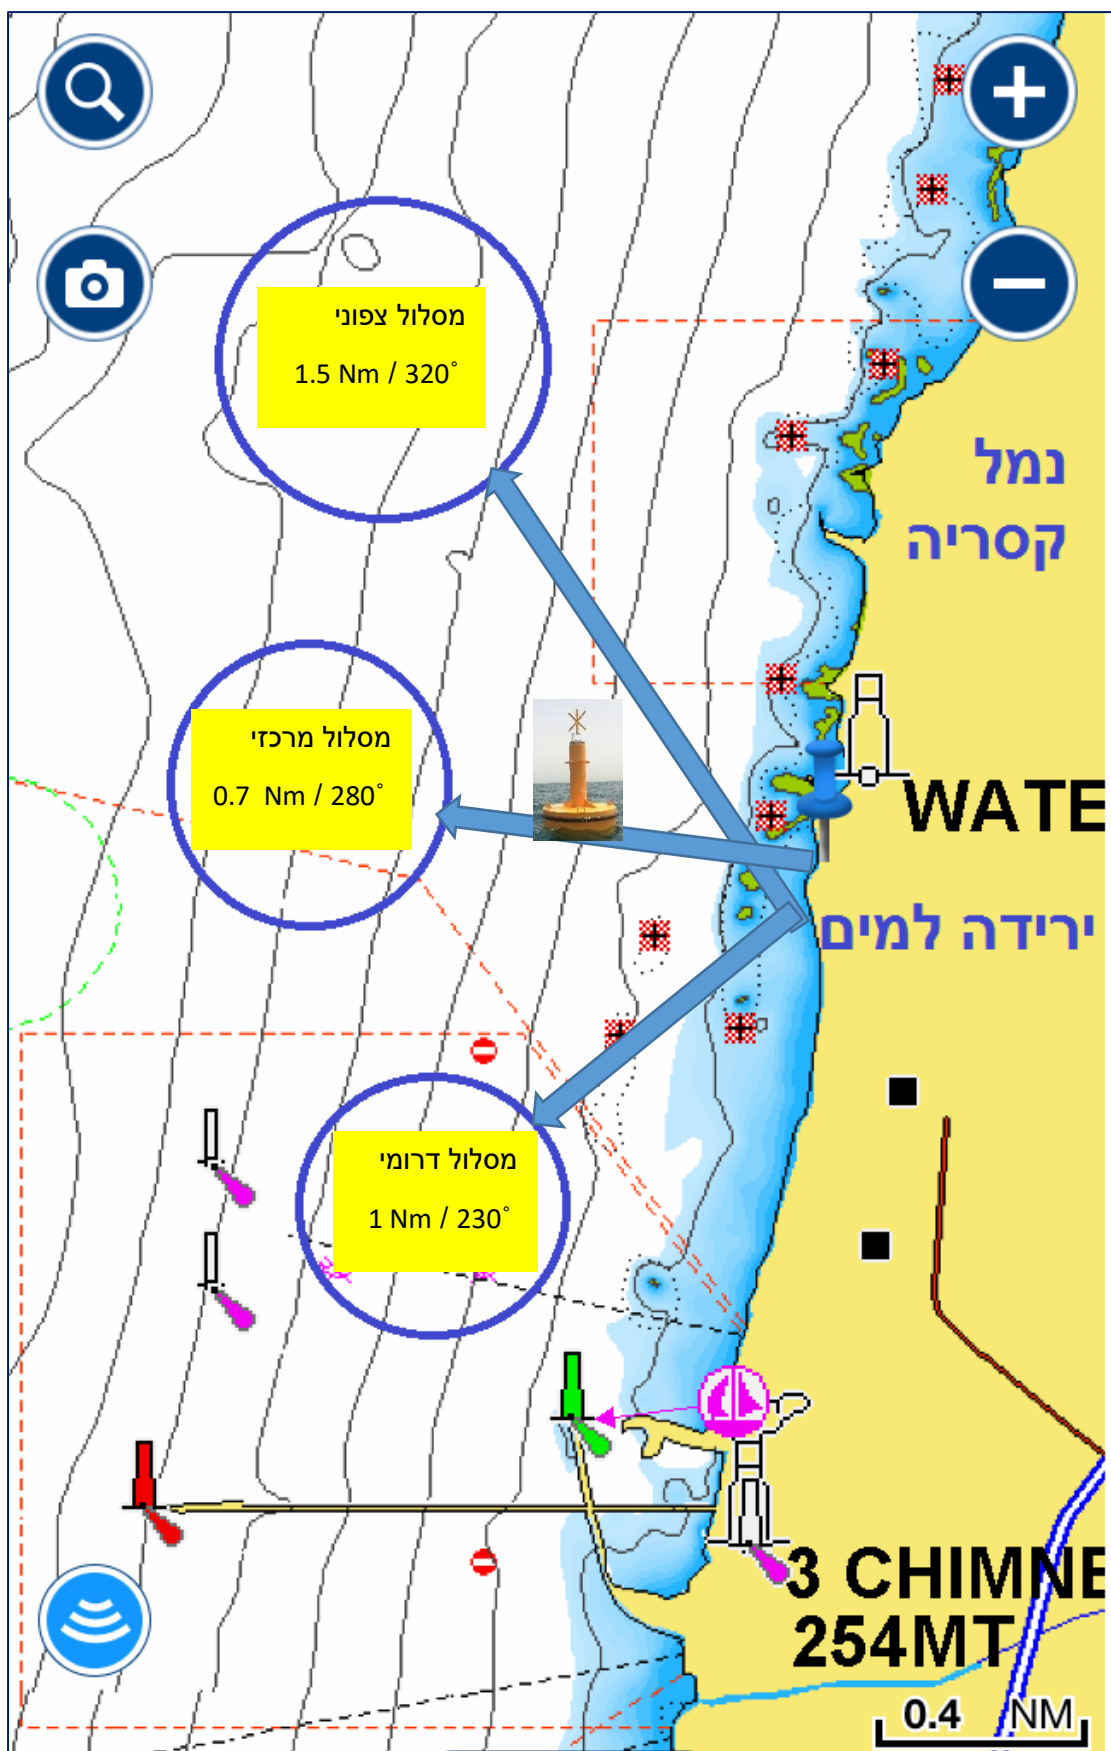 מסלול צפוני
1.5 Nm / 320°
נמל
קסריה
מסלול מרכזי
0.7 Nm / 280°
WATE
ירידה למים
מסלול דרומי
1 Nm / 230°
3 CHIMNE
254MT
0.4 NM